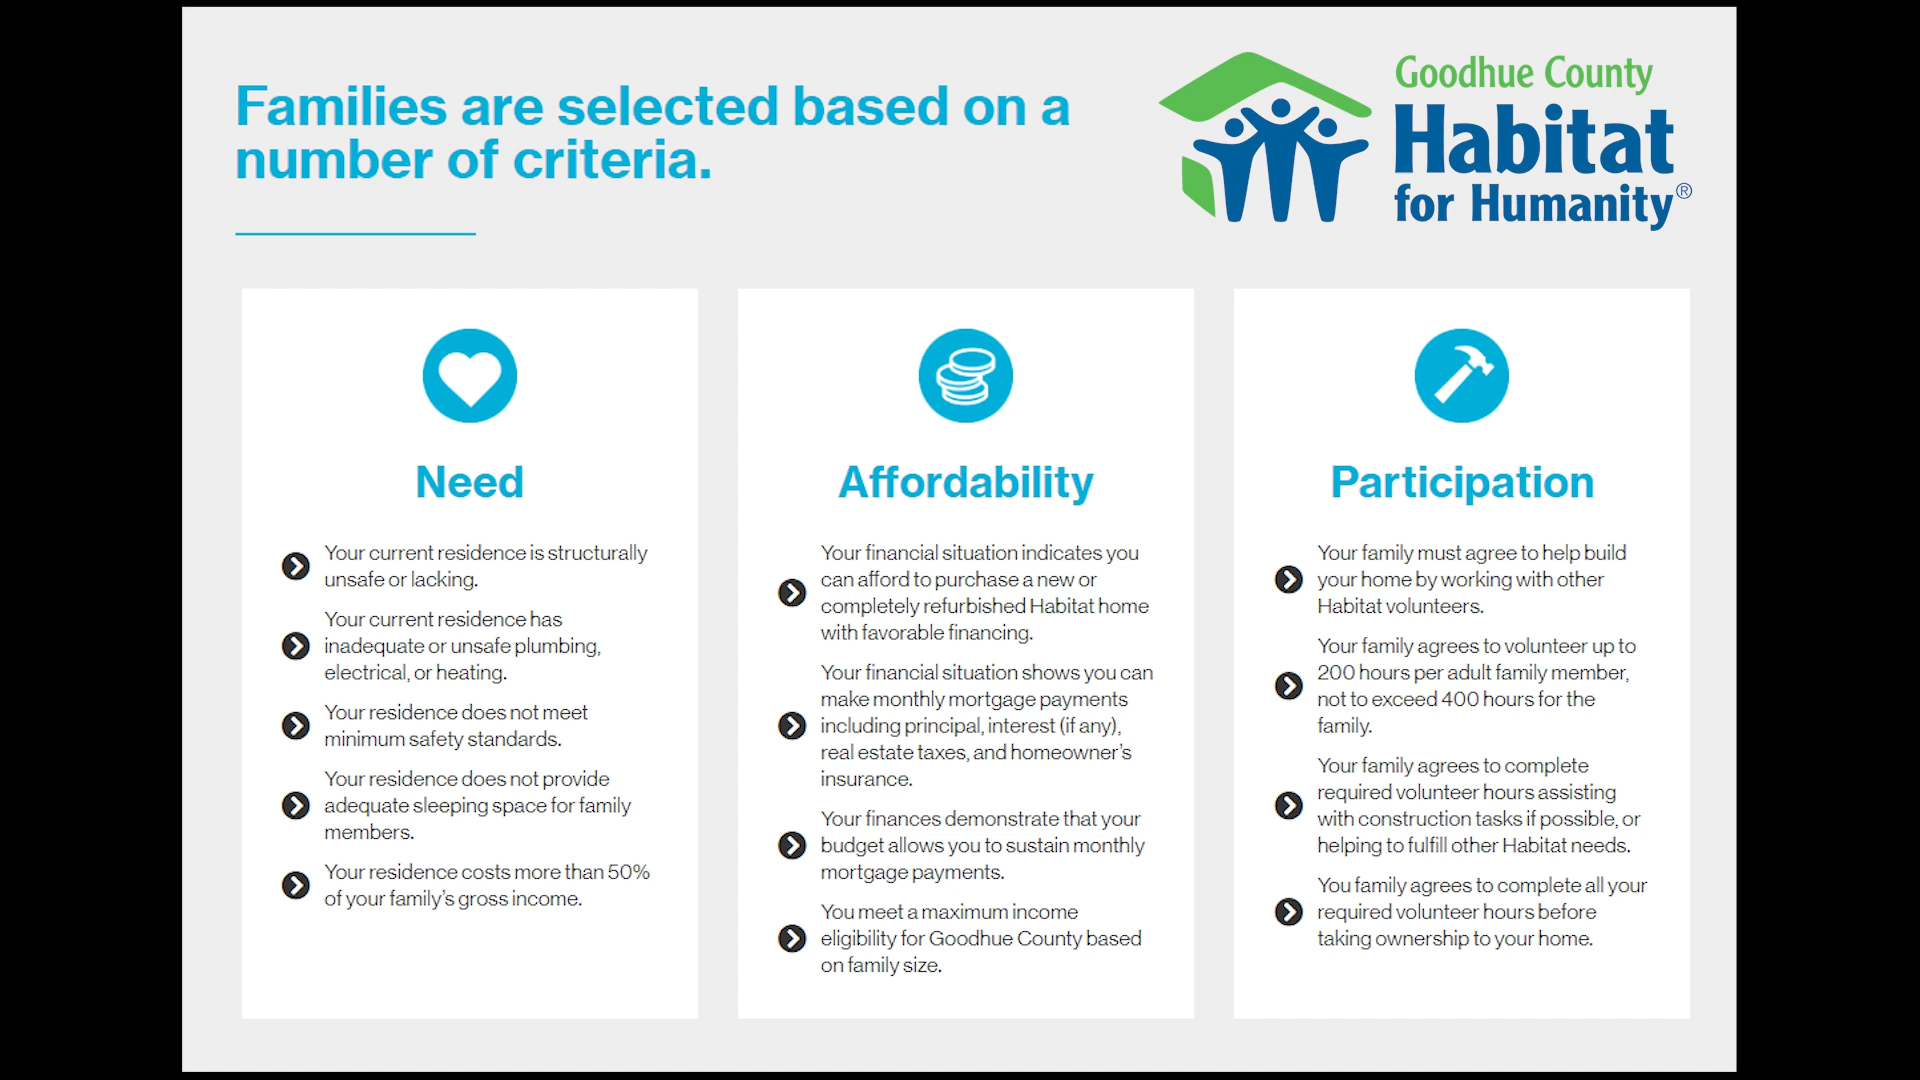 Families are selected based on a
number of criteria.
Goodhue County
Habitat
for Humanity®
Need
Your current residence is structurally
unsafe or lacking.
Your current residence has
inadequate or unsafe plumbing,
electrical, or heating.
Your residence does not meet
minimum safety standards.
Your residence does not provide
adequate sleeping space for family
members.
Your residence costs more than 50%
of your family's gross income.
Affordability
Your financial situation indicates you
can afford to purchase a new or
completely refurbished Habitat home
with favorable financing.
Your financial situation shows you can
make monthly mortgage payments
including principal, interest (if any),
real estate taxes, and homeowner's
insurance.
Your finances demonstrate that your
budget allows you to sustain monthly
mortgage payments.
You meet a maximum income
eligibility for Goodhue County based
on family size.
Participation
Your family must agree to help build
your home by working with other
Habitat volunteers.
Your family agrees to volunteer up to
200 hours per adult family member,
not to exceed 400 hours for the
family.
Your family agrees to complete
required volunteer hours assisting
with construction tasks if possible, or
helping to fulfill other Habitat needs.
You family agrees to complete all your
required volunteer hours before
taking ownership to your home.